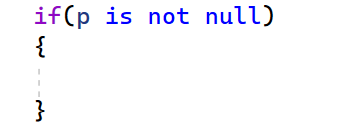 if(p is not null)
{
}